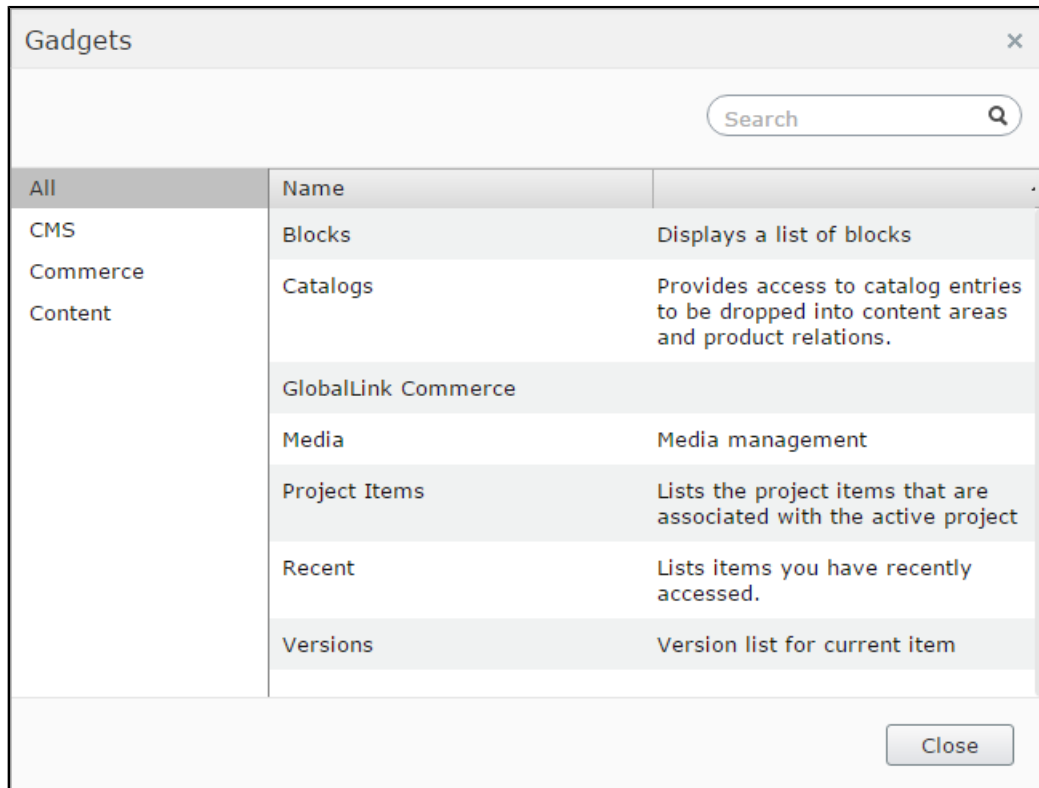 Gadgets
Search
All
CMS
Commerce
Content
Name
Blocks
Displays a list of blocks
Catalogs
Provides access to catalog entries
to be dropped into content areas
and product relations.
GlobalLink Commerce
Media
Media management
Project Items
Lists the project items that are
associated with the active project
Recent
Lists items you have recently
accessed.
Versions
Version list for current item
Close